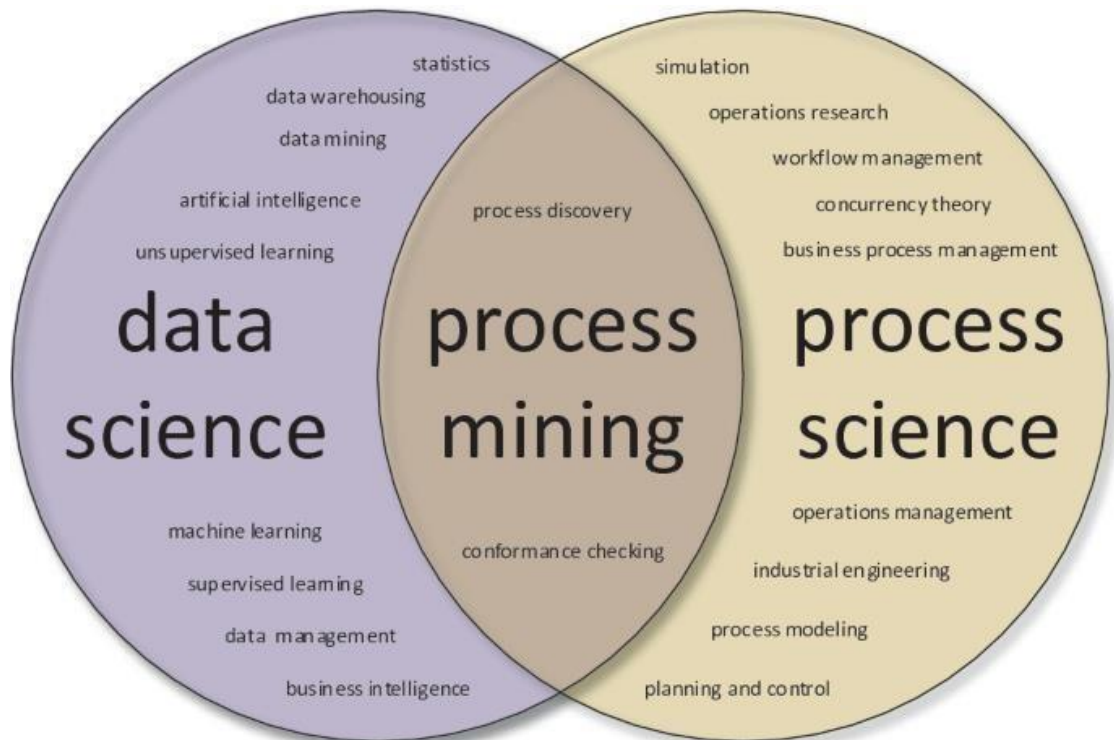 statistics
data warehousing
data mining
artificial intelligence
unsupervised learning
data
science
machine learning
supervised learning
data management
business intelligence
process discovery
process
mining
conformance checking
simulation
operations research
workflow management
concurrency theory
business process management
process
science
operations management
industrial engineering
process modeling
planning and control